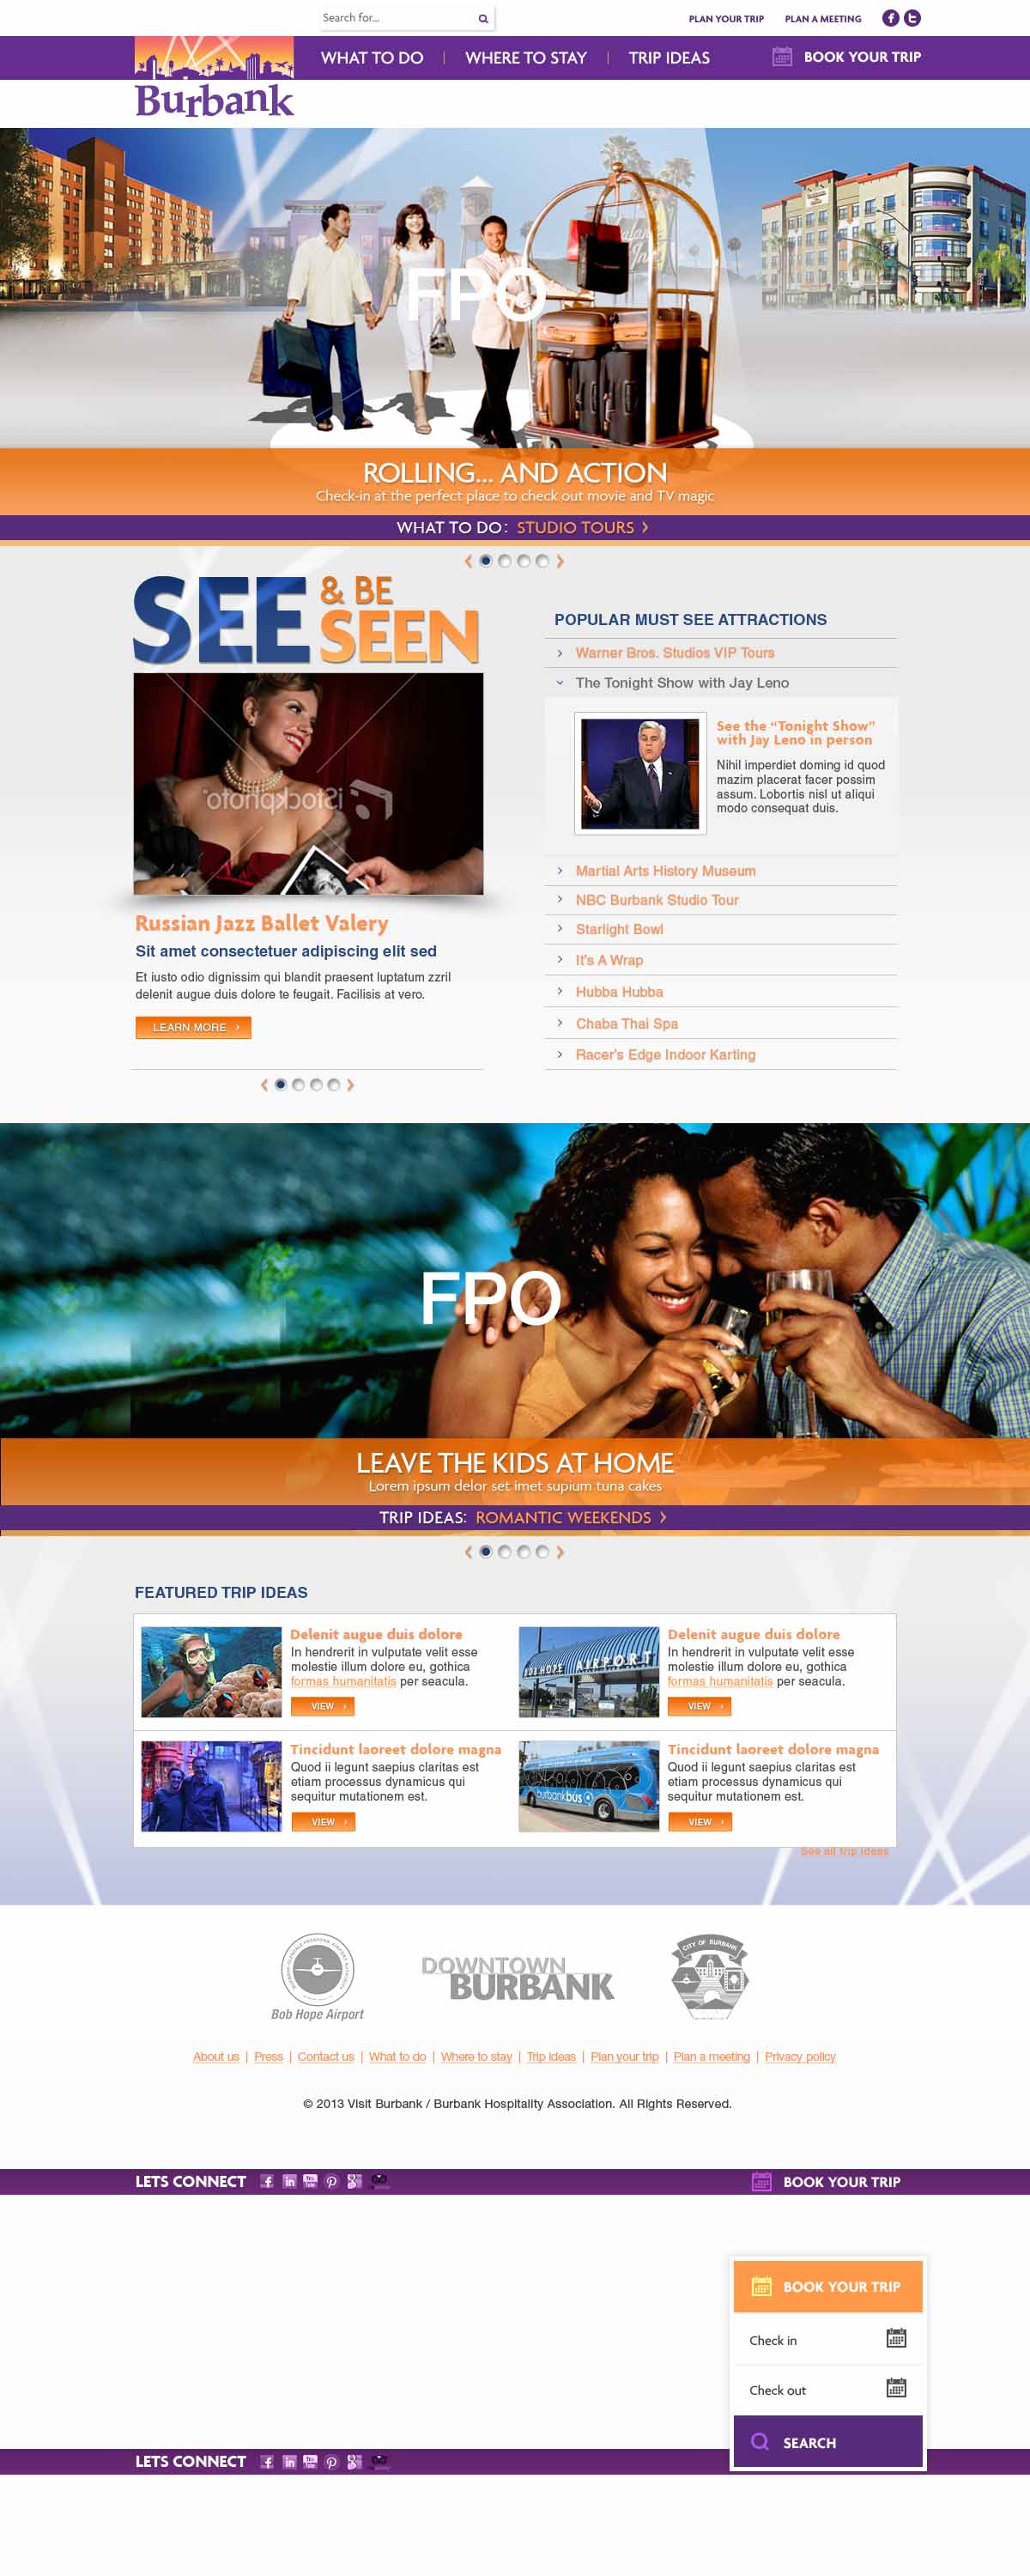 Search for...
PLAN YOUR TRIP
PLAN A MEETING
WHAT TO DO
WHERE TO STAY
TRIP IDEAS
BOOK YOUR TRIP
Burbank
FPO
ROLLING... AND ACTION
Check-in at the perfect place to check out movie and TV magic
WHAT TO DO: STUDIO TOURS
SEE & BE SEEN
iStockphoto
Russian Jazz Ballet Valery
Sit amet consectetuer adipiscing elit sed
Et iusto odio dignissim qui blandit praesent luptatum zzril
delenit augue duis dolore te feugait. Facilisis at vero.
LEARN MORE
POPULAR MUST SEE ATTRACTIONS
Warner Bros. Studios VIP Tours
The Tonight Show with Jay Leno
See the “Tonight Show”
with Jay Leno in person
Nihil imperdiet doming id quod
mazim placerat facer possim
assum. Lobortis nisl ut aliqui
modo consequat duis.
Martial Arts History Museum
NBC Burbank Studio Tour
Starlight Bowl
It's A Wrap
Hubba Hubba
Chaba Thai Spa
Racer's Edge Indoor Karting
FPO
LEAVE THE KIDS AT HOME
Lorem ipsum delor set imet supium tuna cakes
TRIP IDEAS: ROMANTIC WEEKENDS
FEATURED TRIP IDEAS
Delenit augue duis dolore
In hendrerit in vulputate velit esse
molestie illum dolore eu, gothica
formas humanitatis per seacula.
VIEW
HOPE AIRPORT
Delenit augue duis dolore
In hendrerit in vulputate velit esse
molestie illum dolore eu, gothica
formas humanitatis per seacula.
VIEW
Tincidunt laoreet dolore magna
Quod ii legunt saepius claritas est
etiam processus dynamicus qui
sequitur mutationem est.
VIEW
burbankbus
Tincidunt laoreet dolore magna
Quod ii legunt saepius claritas est
etiam processus dynamicus qui
sequitur mutationem est.
VIEW
See all trip ideas
Bob Hope Airport
DOWNTOWN
BURBANK
CITY OF BURBANK
About us | Press | Contact us | What to do | Where to stay | Trip ideas | Plan your trip | Plan a meeting | Privacy policy
© 2013 Visit Burbank / Burbank Hospitality Association. All Rights Reserved.
LETS CONNECT
BOOK YOUR TRIP
BOOK YOUR TRIP
Check in
Check out
SEARCH
LETS CONNECT